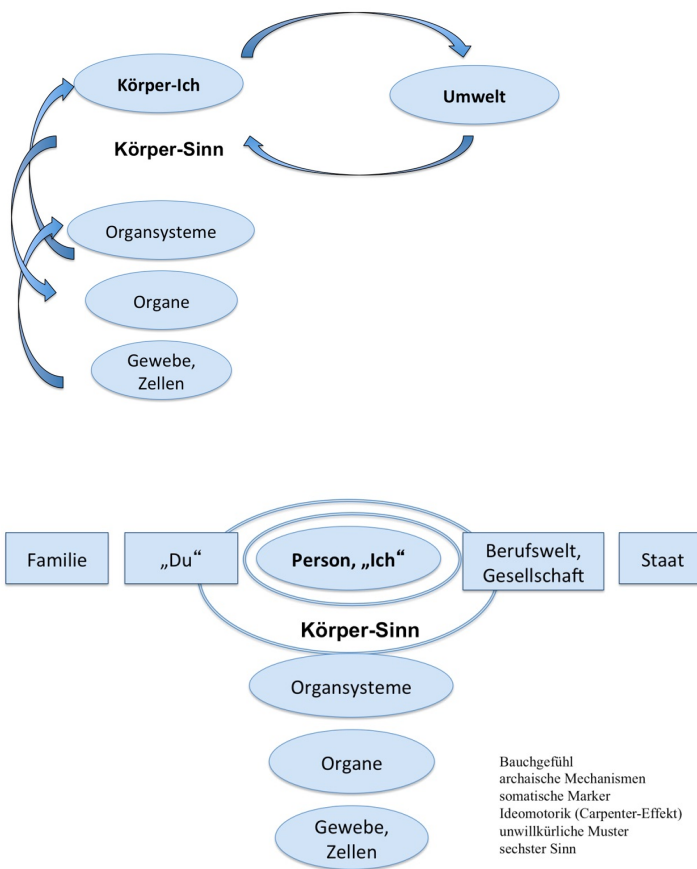 Körper-Ich
Umwelt
Körper-Sinn
Organsysteme
Organe
Gewebe,
Zellen
Familie
„Du“
Person, „Ich“
Berufswelt,
Gesellschaft
Staat
Körper-Sinn
Organsysteme
Organe
Gewebe,
Zellen
Bauchgefühl
archaische Mechanismen
somatische Marker
Ideomotorik (Carpenter-Effekt)
unwillkürliche Muster
sechster Sinn